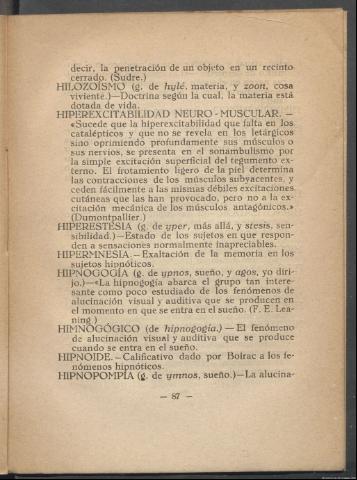 decir, la penetración de un objeto en un recinto
cerrado. (Sudre.)
HILOZOÍSMO (g. de hylé, materia, y zoon, cosa
viviente.)—Doctrina según la cual, la materia está
dotada de vida.
HIPEREXCITABILIDAD NEURO-MUSCULAR. —
«Sucede que la hiperexcitabilidad que falta en los
catalépticos y que no se revela en los letárgicos
sino oprimiendo profundamente sus músculos o
sus nervios, se presenta en el sonambulismo por
la simple excitación superficial del tegumento ex-
terno. El frotamiento ligero de la piel determina
las contracciones de los músculos subyacentes, y
ceden fácilmente a las mismas débiles excitaciones
cutáneas que las han provocado, pero no a la ex-
citación mecánica de los músculos antagónicos.»
(Dumontpallier.)
HIPERESTESIA (g. de yper, más allá, y stesis, sen-
sibilidad.)—Estado de los sujetos en que respon-
den a sensaciones normalmente inapreciables.
HIPERMNESIA.—Exaltación de la memoria en los
sujetos hipnóticos.
HIPNOGOGÍA (g. de ypnos, sueño, y agos, yo diri-
jo.)—«La hipnogogía abarca el grupo tan intere-
sante como poco estudiado de los fenómenos de
alucinación visual y auditiva que se producen en
el momento en que se entra en el sueño. (F. E. Lea-
ning)
HIMNOGÓGICO (de hipnogogía.) — El fenómeno
de alucinación visual y auditiva que se produce
cuando se entra en el sueño.
HIPNOIDE.—Calificativo dado por Boirac a los fe-
nómenos hipnóticos.
HIPNOPOMPÍA (g. de ymnos, sueño.)—La alucina-
— 87 —